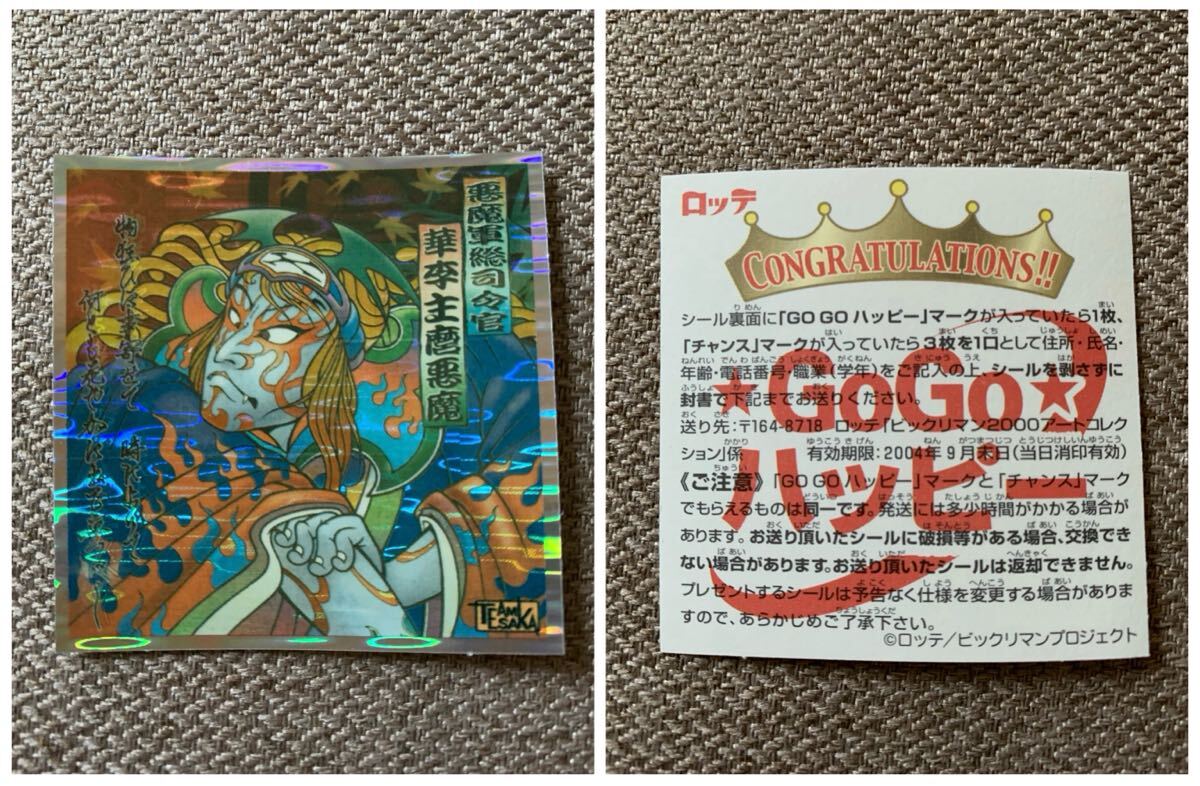 悪魔軍総司令官
華李主麿悪魔
TEAM
TESAKA
ロッテ
CONGRATULATIONS!!
シール裏面に「GO GO ハッピー」マークが入っていたら1枚、
「チャンス」マークが入っていたら3枚を1口として住所・氏名・
年齢・電話番号・職業(学年)をご記入の上、シールを剥さずに
封書で下記までお送りください。
送り先:〒164-8718 ロッテ「ビックリマン2000アートコレク
ション」係 有効期限:2004年9月末日(当日消印有効)
《ご注意》「GO GO ハッピー」マークと「チャンス」マーク
でもらえるものは同一です。発送には多少時間がかかる場合が
あります。お送り頂いたシールに破損等がある場合、交換でき
ない場合があります。お送り頂いたシールは返却できません。
プレゼントするシールは予告なく仕様を変更する場合がありま
すので、あらかじめご了承下さい。
©ロッテ/ビックリマンプロジェクト
★GoGo★
ハッピー